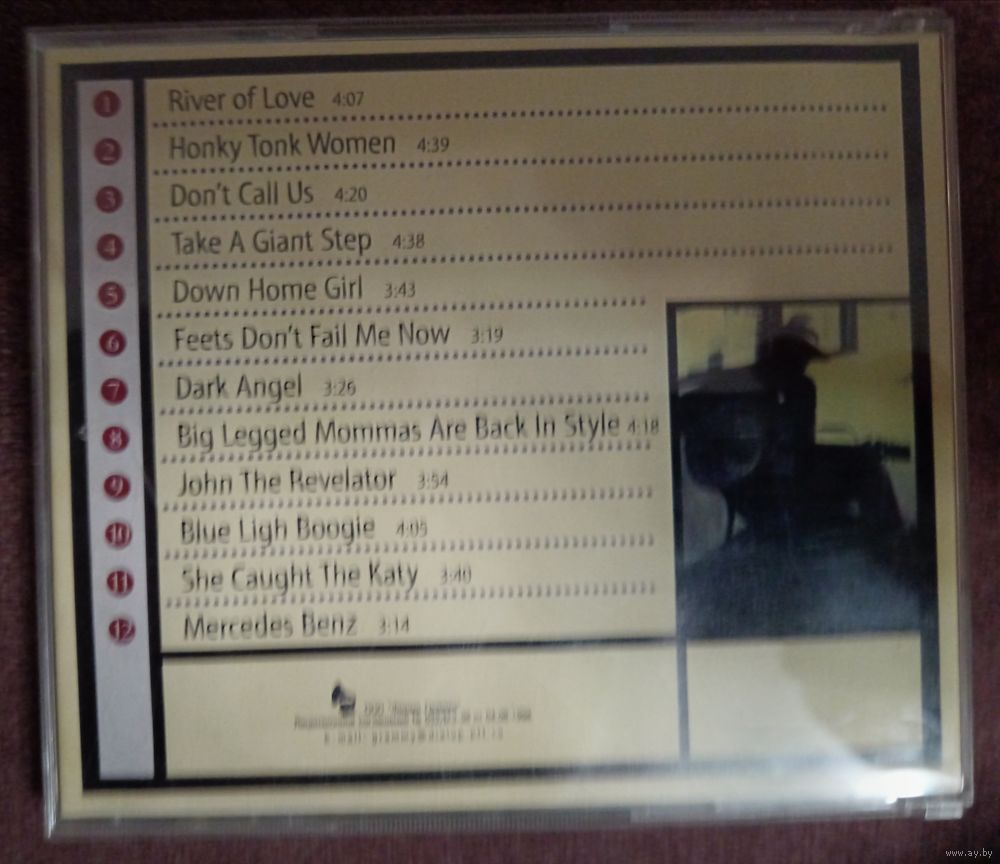 1 River of Love 4:07
2 Honky Tonk Women 4:39
3 Don't Call Us 4:20
4 Take A Giant Step 4:38
5 Down Home Girl 3:43
6 Feets Don't Fail Me Now 3:19
7 Dark Angel 3:26
8 Big Legged Mommas Are Back In Style 4:18
9 John The Revelator 3:54
10 Blue Ligh Boogie 4:05
11 She Caught The Katy 3:40
12 Mercedes Benz 3:14
www.ay.by